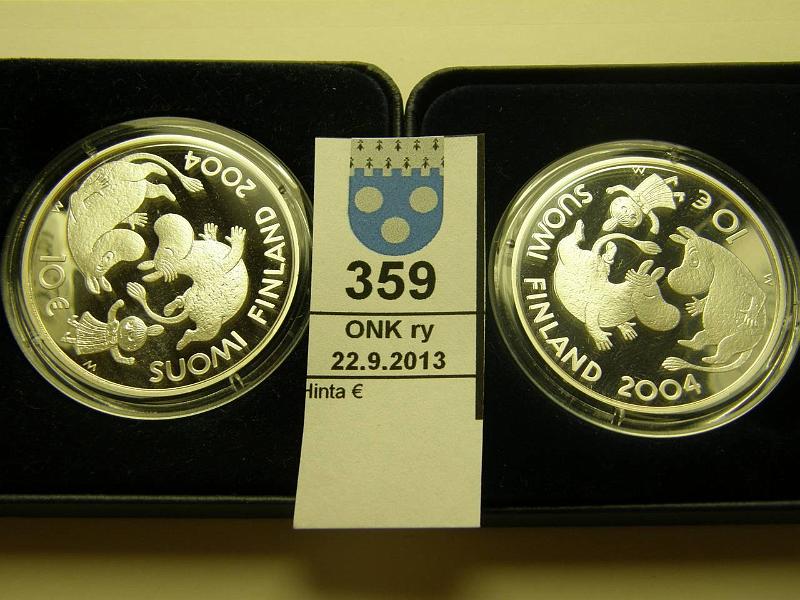 SUOMI FINLAND 2004
10€
M
M
359
ONK ry
22.9.2013
Hinta €
SUOMI FINLAND 2004
10€
M
M